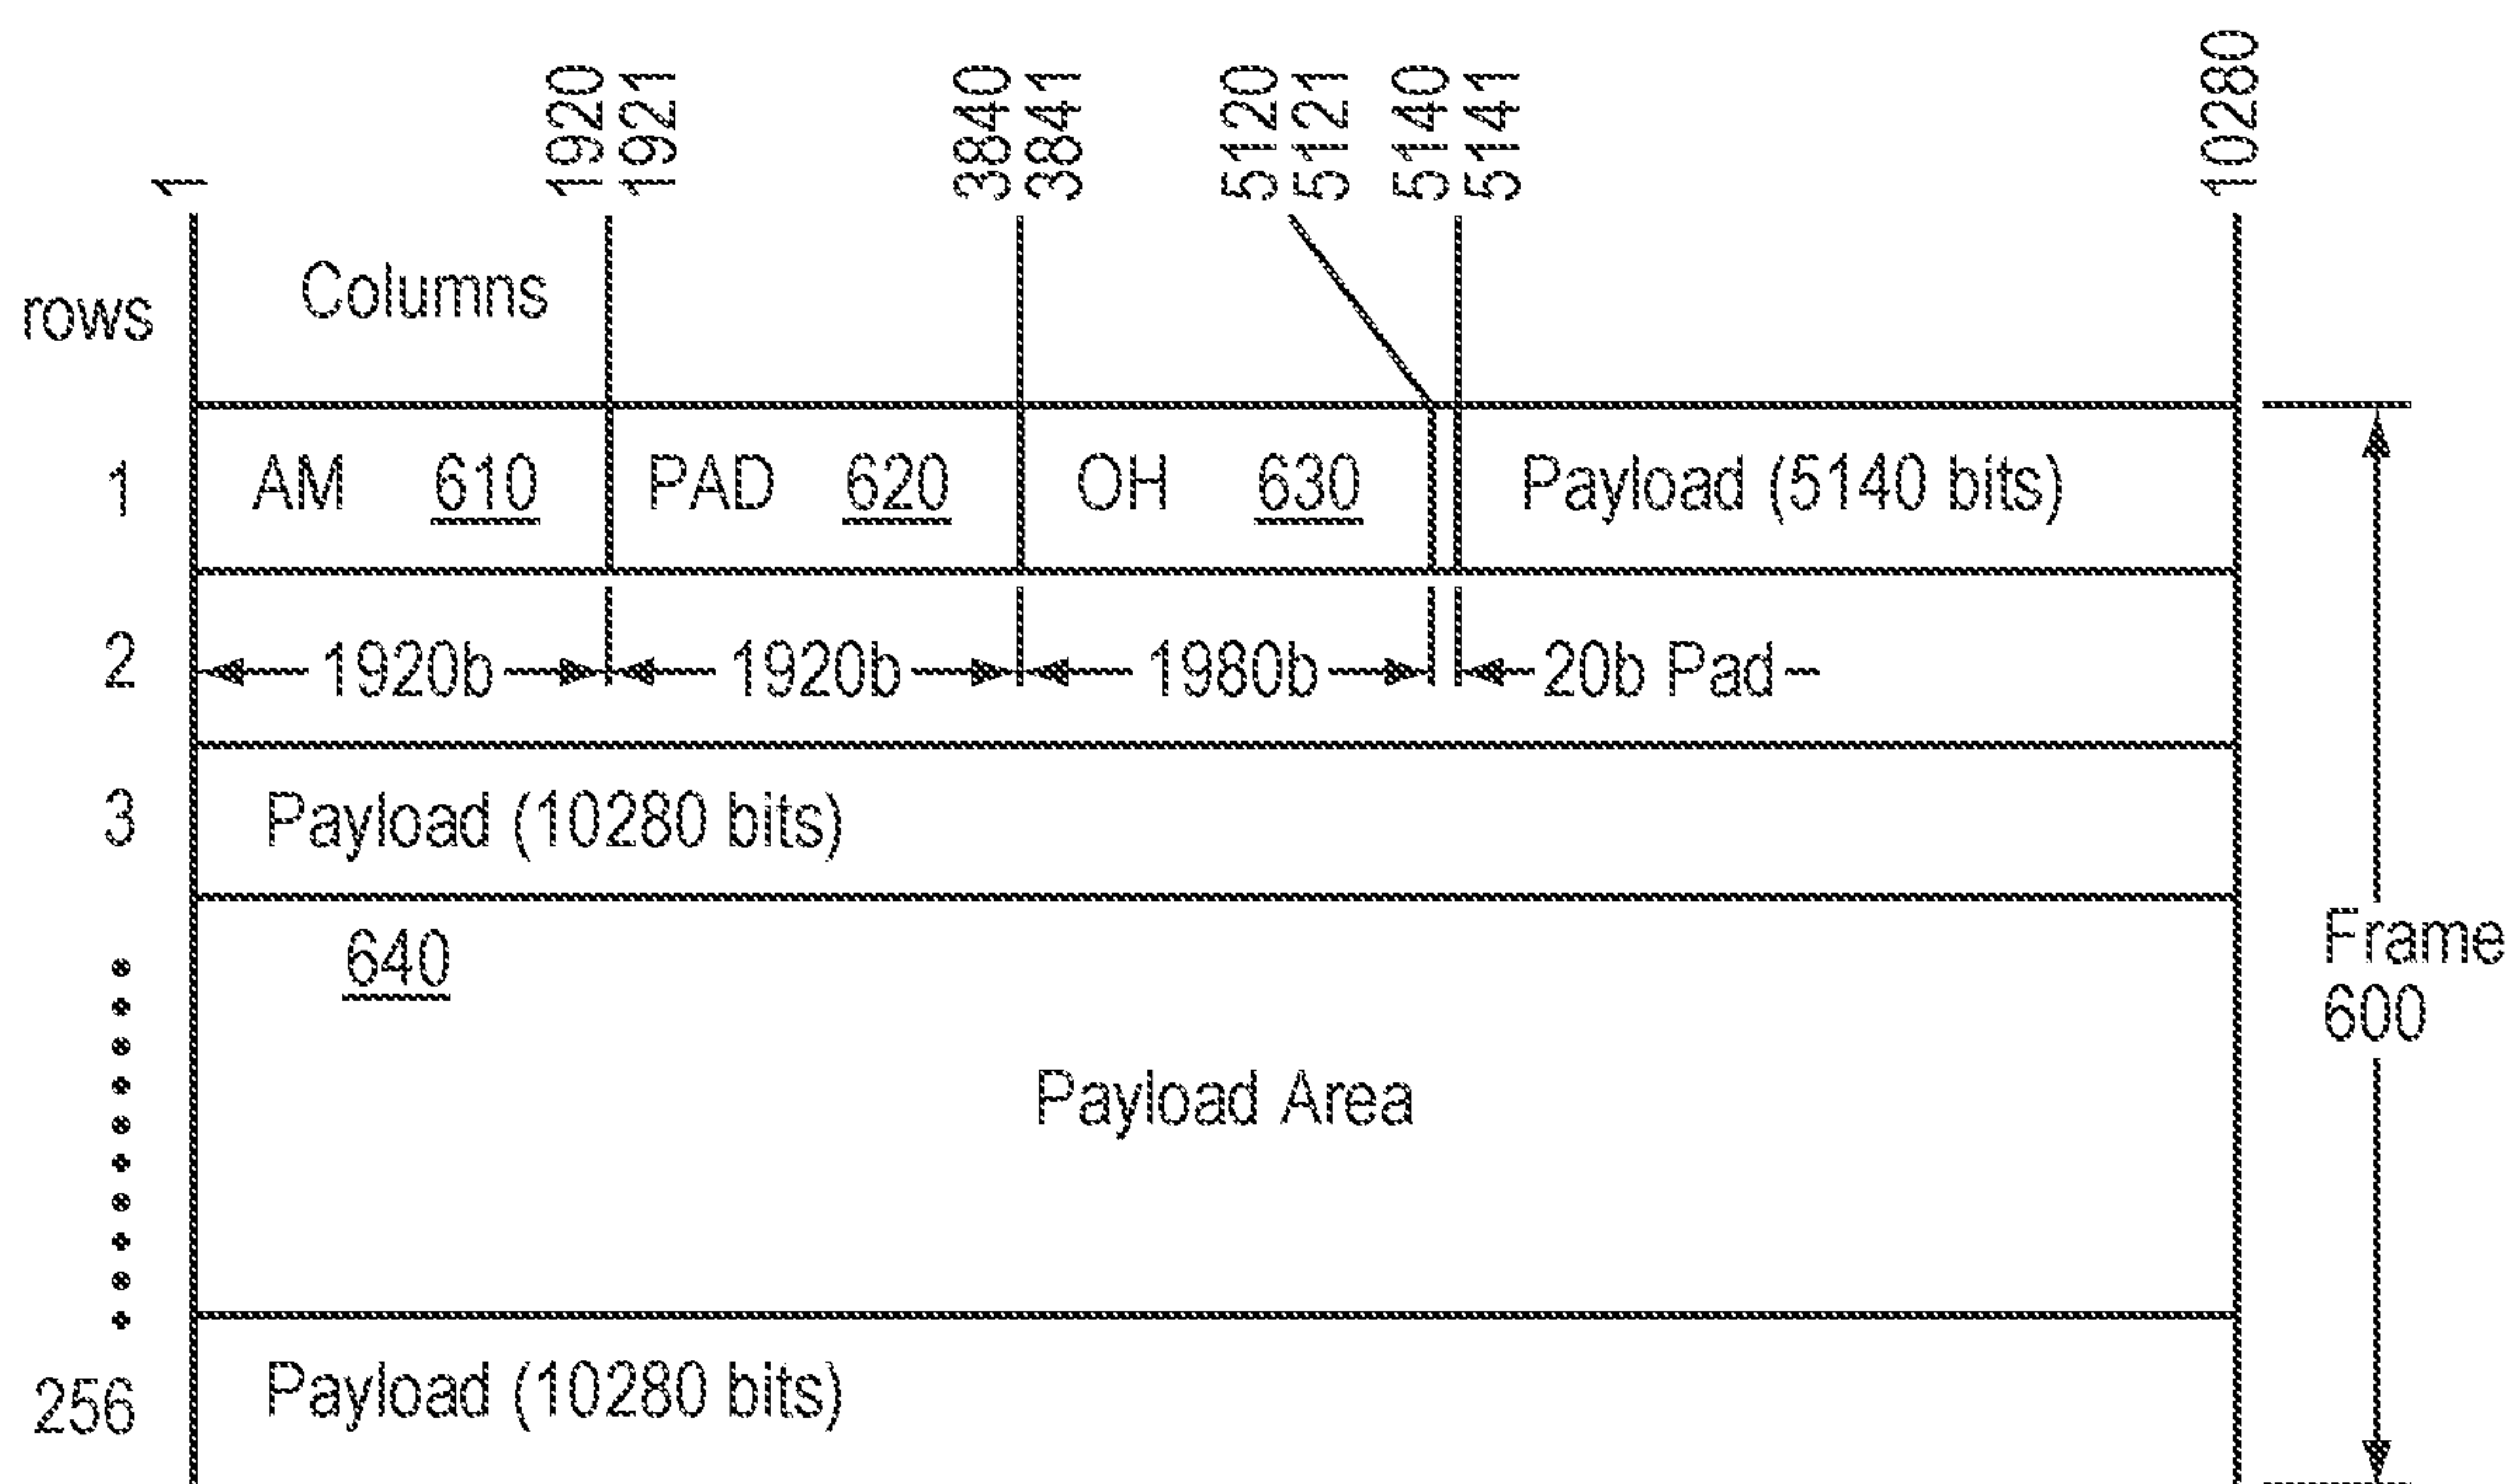 1
1920
1921
3840
3841
5120
5121
5140
5141
10280
rows
Columns
1
AM 610
PAD 620
OH 630
Payload (5140 bits)
2
1920b
1920b
1980b
20b Pad
3
Payload (10280 bits)
640
Payload Area
Frame
600
256
Payload (10280 bits)